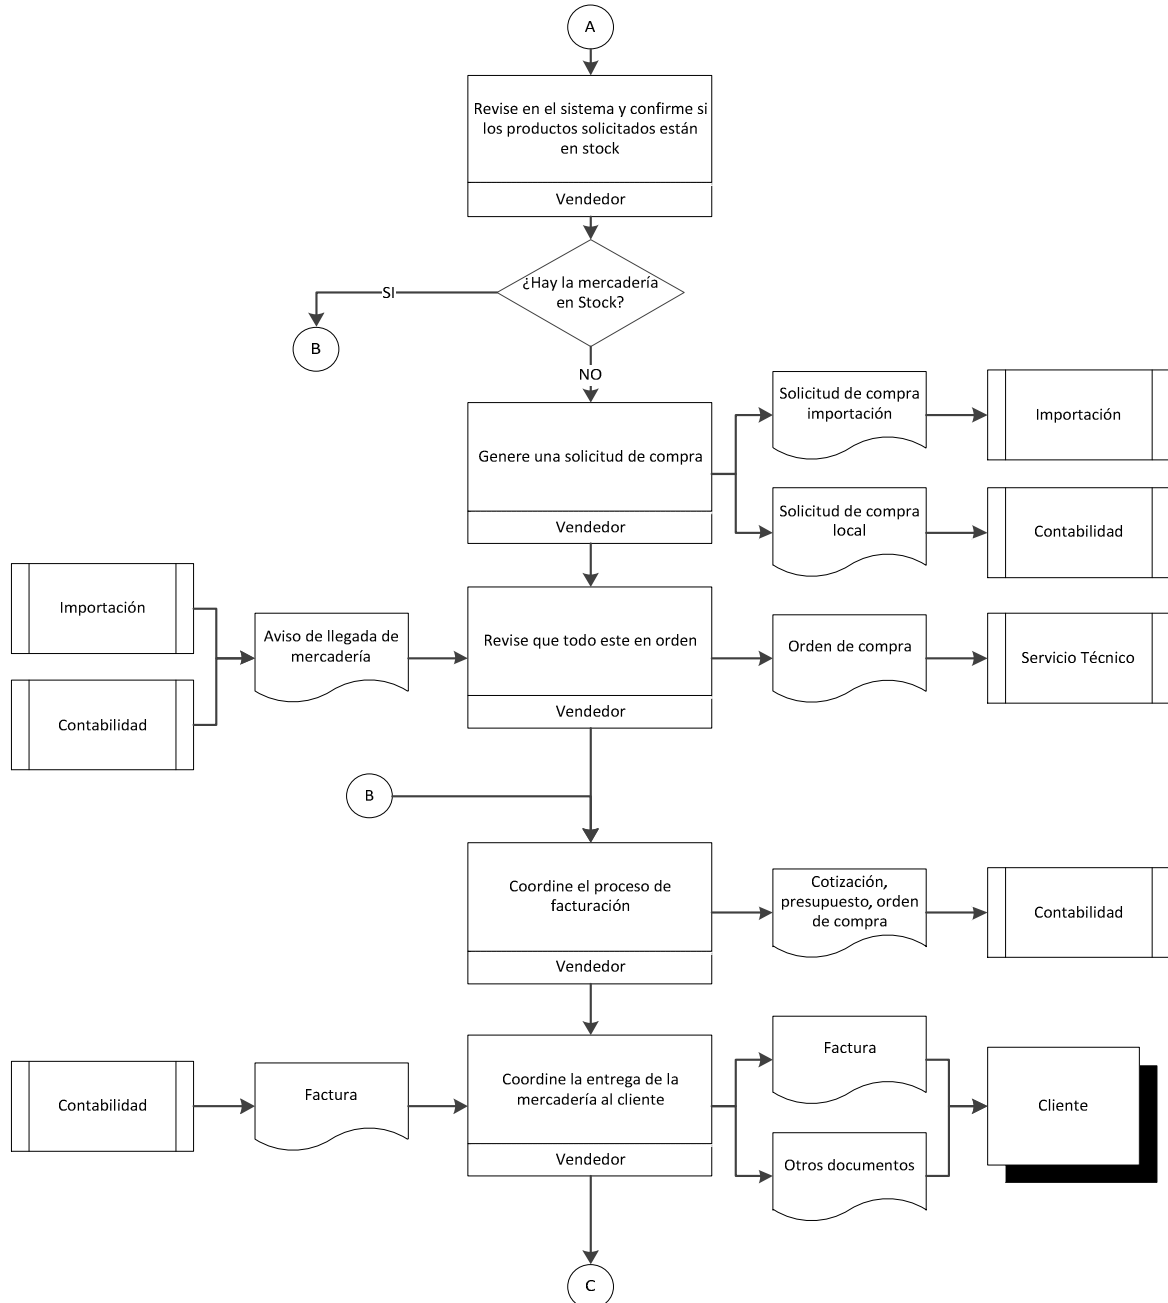 A
Revise en el sistema y confirme si
los productos solicitados están
en stock
Vendedor
¿Hay la mercadería
en Stock?
SI
B
NO
Genere una solicitud de compra
Vendedor
Solicitud de compra
importación
Importación
Solicitud de compra
local
Contabilidad
Importación
Contabilidad
Aviso de llegada de
mercadería
Revise que todo este en orden
Vendedor
Orden de compra
Servicio Técnico
B
Coordine el proceso de
facturación
Vendedor
Cotización,
presupuesto, orden
de compra
Contabilidad
Contabilidad
Factura
Coordine la entrega de la
mercadería al cliente
Vendedor
Factura
Otros documentos
Cliente
C